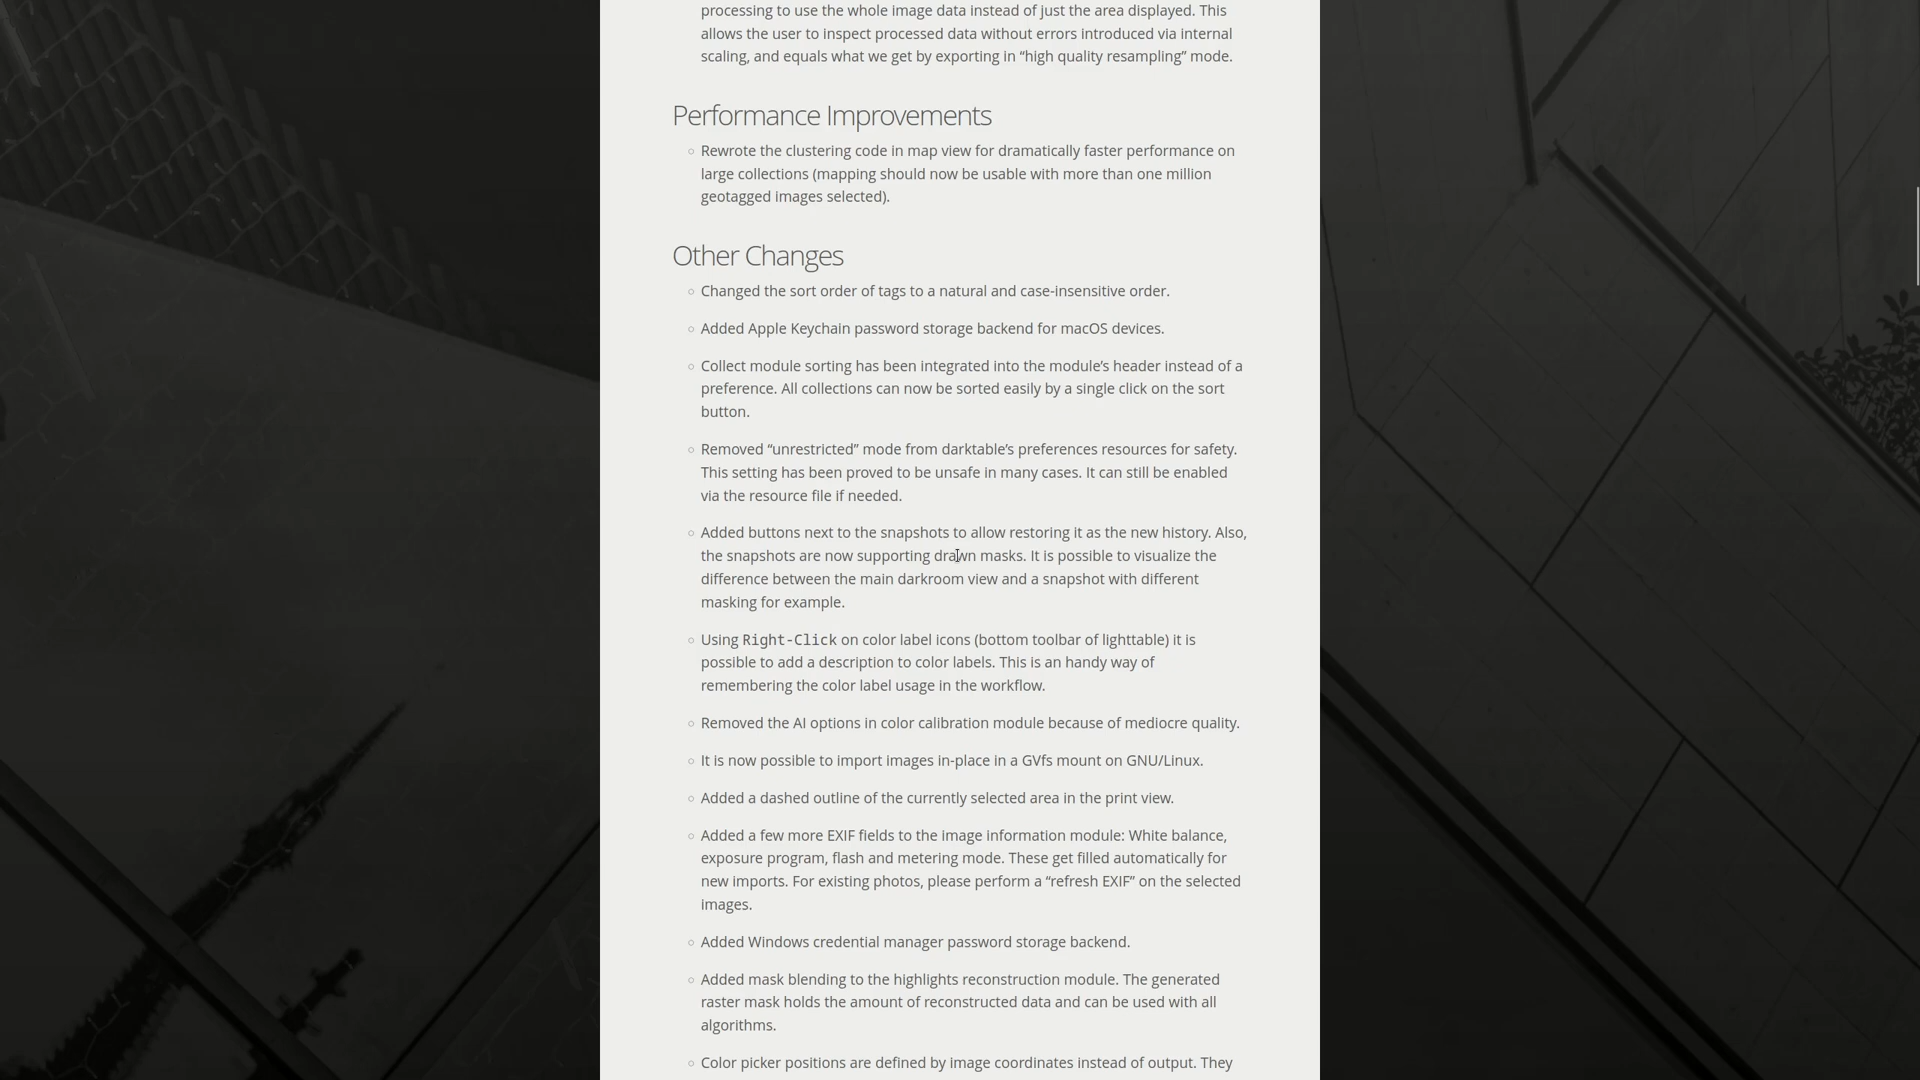 processing to use the whole image data instead of just the area displayed. This
allows the user to inspect processed data without errors introduced via internal
scaling, and equals what we get by exporting in “high quality resampling” mode.
Performance Improvements
Rewrote the clustering code in map view for dramatically faster performance on
large collections (mapping should now be usable with more than one million
geotagged images selected).
Other Changes
Changed the sort order of tags to a natural and case-insensitive order.
Added Apple Keychain password storage backend for macOS devices.
Collect module sorting has been integrated into the module’s header instead of a
preference. All collections can now be sorted easily by a single click on the sort
button.
Removed “unrestricted” mode from darktable’s preferences resources for safety.
This setting has been proved to be unsafe in many cases. It can still be enabled
via the resource file if needed.
Added buttons next to the snapshots to allow restoring it as the new history. Also,
the snapshots are now supporting drawn masks. It is possible to visualize the
difference between the main darkroom view and a snapshot with different
masking for example.
Using Right-Click on color label icons (bottom toolbar of lighttable) it is
possible to add a description to color labels. This is an handy way of
remembering the color label usage in the workflow.
Removed the AI options in color calibration module because of mediocre quality.
It is now possible to import images in-place in a GVfs mount on GNU/Linux.
Added a dashed outline of the currently selected area in the print view.
Added a few more EXIF fields to the image information module: White balance,
exposure program, flash and metering mode. These get filled automatically for
new imports. For existing photos, please perform a “refresh EXIF” on the selected
images.
Added Windows credential manager password storage backend.
Added mask blending to the highlights reconstruction module. The generated
raster mask holds the amount of reconstructed data and can be used with all
algorithms.
Color picker positions are defined by image coordinates instead of output. They